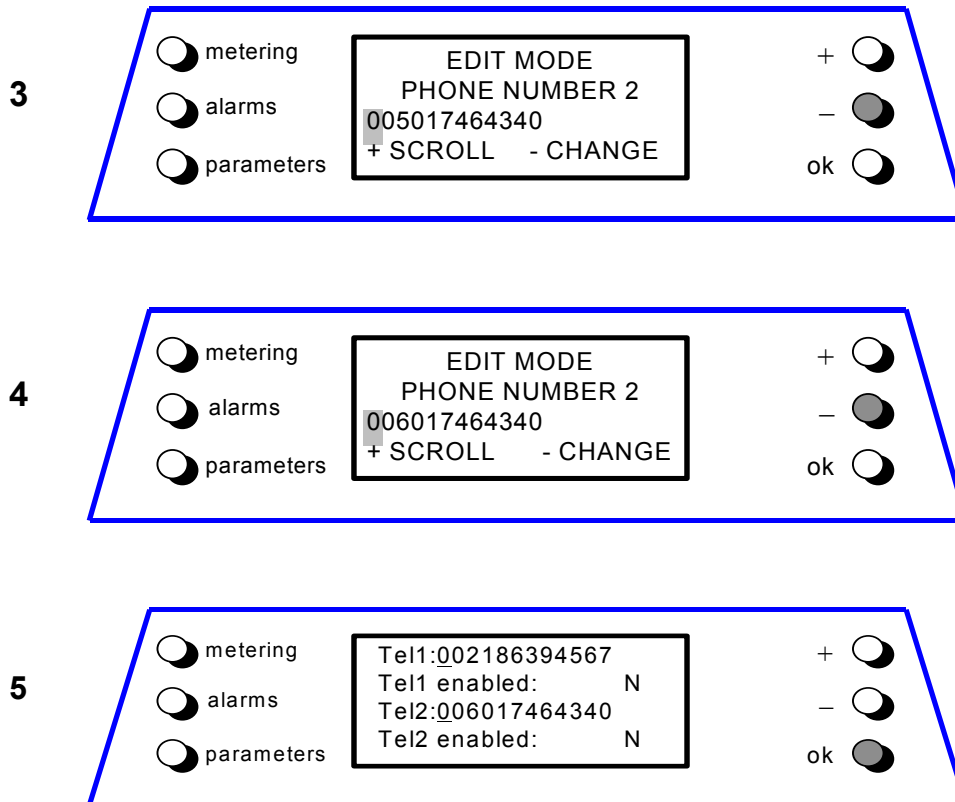 3
metering
alarms
parameters
EDIT MODE
PHONE NUMBER 2
005017464340
+ SCROLL - CHANGE
+
–
ok
4
metering
alarms
parameters
EDIT MODE
PHONE NUMBER 2
006017464340
+ SCROLL - CHANGE
+
–
ok
5
metering
alarms
parameters
Tel1:002186394567
Tel1 enabled: N
Tel2:006017464340
Tel2 enabled: N
+
–
ok